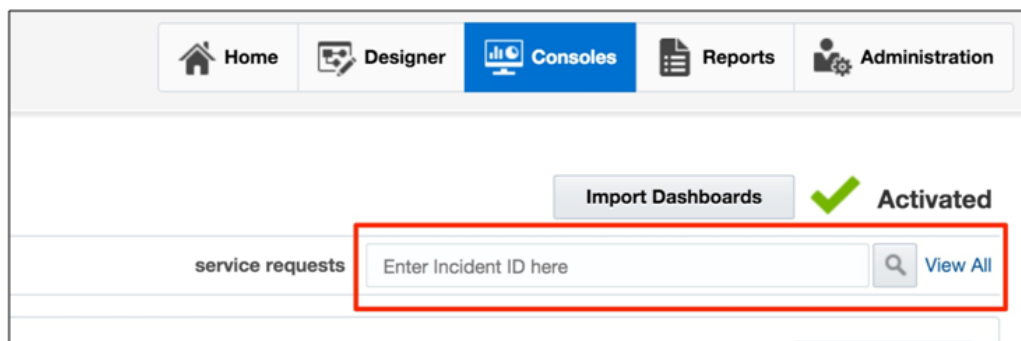 Home Designer Consoles Reports Administration
Import Dashboards Activated
service requests Enter Incident ID here View All